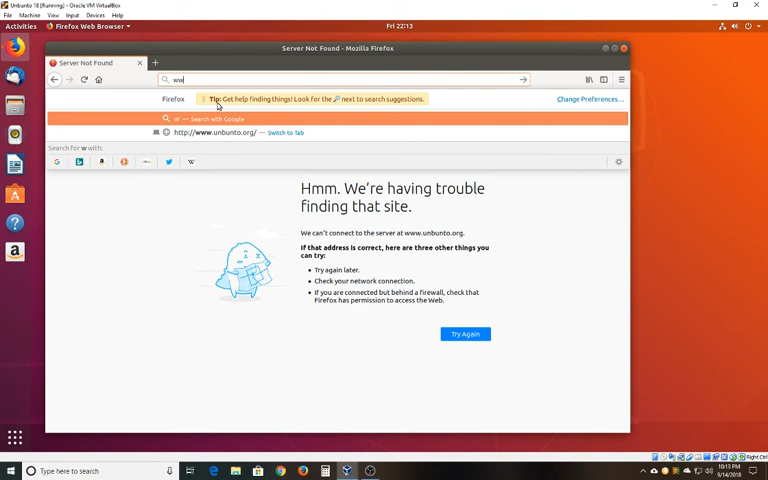 Unbunto 18 [Running] - Oracle VM VirtualBox
File Machine View Input Devices Help
Activities Firefox Web Browser Fri 22:13
Server Not Found - Mozilla Firefox
Server Not Found
ww
Firefox Tip: Get help finding things! Look for the next to search suggestions. Change Preferences...
w — Search with Google
http://www.unbunto.org/ — Switch to Tab
Search for w with:
Hmm. We're having trouble
finding that site.
We can't connect to the server at www.unbunto.org.
If that address is correct, here are three other things you
can try:
Try again later.
Check your network connection.
If you are connected but behind a firewall, check that
Firefox has permission to access the Web.
Try Again
Right Ctrl
Type here to search
10:13 PM
9/14/2018